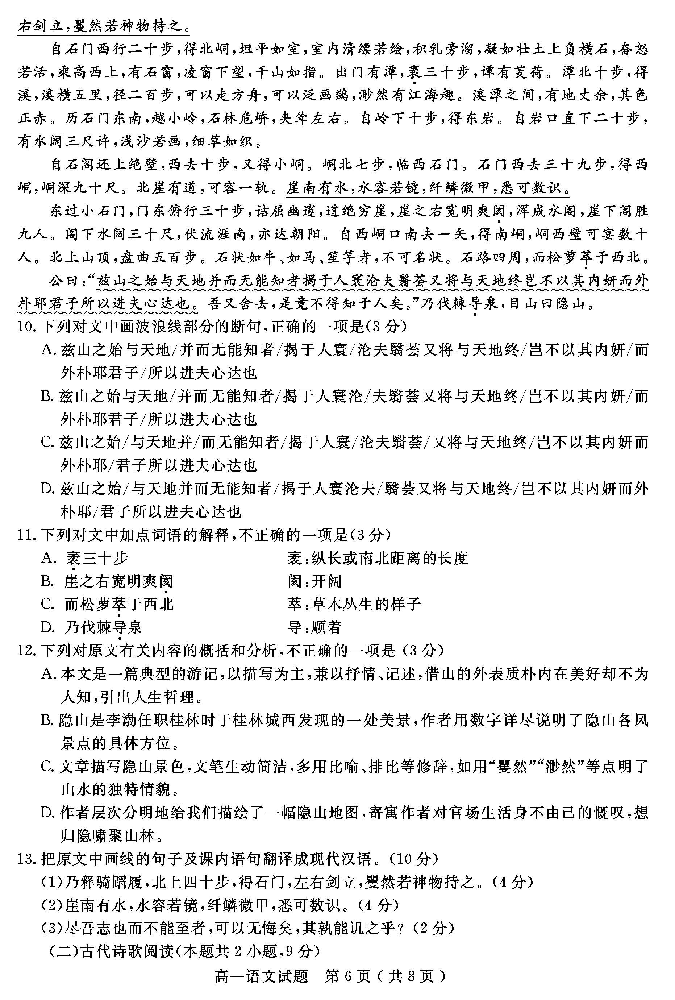 右剑立,矍然若神物持之。
自石门西行二十步,得北峒,坦平如室,室内清缥若绘,积乳旁溜,凝如壮土上负横石,奋怒
若活,乘高西上,有石窗,凌窗下望,千山如指。出门有潭,袤三十步,谭有芰荷。潭北十步,得
溪,溪横五里,径二百步,可以走方舟,可以泛画鹢,渺然有江海趣。溪潭之间,有地丈余,其色
正赤。历石门东南,越小岭,石林危峤,夹耸左右。自岭下十步,得东岩。自岩口直下二十步,
有水阔三尺许,浅沙若画,细草如织。
自石阁还上绝壁,西去十步,又得小峒。峒北七步,临西石门。石门西去三十九步,得西
峒,峒深九十尺。北崖有道,可容一轨。崖南有水,水容若镜,纤鳞微甲,悉可数识。
东过小石门,门东俯行三十步,诘屈幽邃,道绝穷崖,崖之右宽明爽阂,浑成水阁,崖下阁胜
九人。阁下水阔三十尺,伏流涯南,亦达朝阳。自西峒口南去一矢,得南峒,峒西壁可宴数十
人。北上山顶,盘曲五百步。石状如牛、如马、笙竽者,不可名状。石路四周,而松萝萃于西北。
公曰:“兹山之始与天地并而无能知者揭于人寰沦夫翳荟又将与天地终岂不以其内妍而外
朴耶君子所以进夫心达也。吾又舍去,是竟不得知于人矣。”乃伐棘导泉,目山曰隐山。
10. 下列对文中画波浪线部分的断句,正确的一项是(3 分)
A. 兹山之始与天地/并而无能知者/揭于人寰/沦夫翳荟又将与天地终/岂不以其内妍/而
外朴耶君子/所以进夫心达也
B. 兹山之始与天地/并而无能知者/揭于人寰沦/夫翳荟又将与天地终/岂不以其内妍/而
外朴耶君子/所以进夫心达也
C. 兹山之始/与天地并/而无能知者/揭于人寰/沦夫翳荟/又将与天地终/岂不以其内妍而
外朴耶/君子所以进夫心达也
D. 兹山之始/与天地并而无能知者/揭于人寰沦夫/翳荟又将与天地终/岂不以其内妍而外
朴耶/君子所以进夫心达也
11. 下列对文中加点词语的解释,不正确的一项是(3 分)
A. 袤三十步 袤:纵长或南北距离的长度
B. 崖之右宽明爽阂 阂:开阔
C. 而松萝萃于西北 萃:草木丛生的样子
D. 乃伐棘导泉 导:顺着
12. 下列对原文有关内容的概括和分析,不正确的一项是(3 分)
A. 本文是一篇典型的游记,以描写为主,兼以抒情、记述,借山的外表质朴内在美好却不为
人知,引出人生哲理。
B. 隐山是李渤任职桂林时于桂林城西发现的一处美景,作者用数字详尽说明了隐山各风
景点的具体方位。
C. 文章描写隐山景色,文笔生动简洁,多用比喻、排比等修辞,如用“矍然”“渺然”等点明了
山水的独特情貌。
D. 作者层次分明地给我们描绘了一幅隐山地图,寄寓作者对官场生活身不由己的慨叹,想
归隐啸聚山林。
13. 把原文中画线的句子及课内语句翻译成现代汉语。(10 分)
(1)乃释骑蹈履,北上四十步,得石门,左右剑立,矍然若神物持之。(4 分)
(2)崖南有水,水容若镜,纤鳞微甲,悉可数识。(4 分)
(3)尽吾志也而不能至者,可以无悔矣,其孰能讥之乎?(2 分)
(二)古代诗歌阅读(本题共 2 小题,9 分)
高一语文试题 第 6 页(共 8 页)